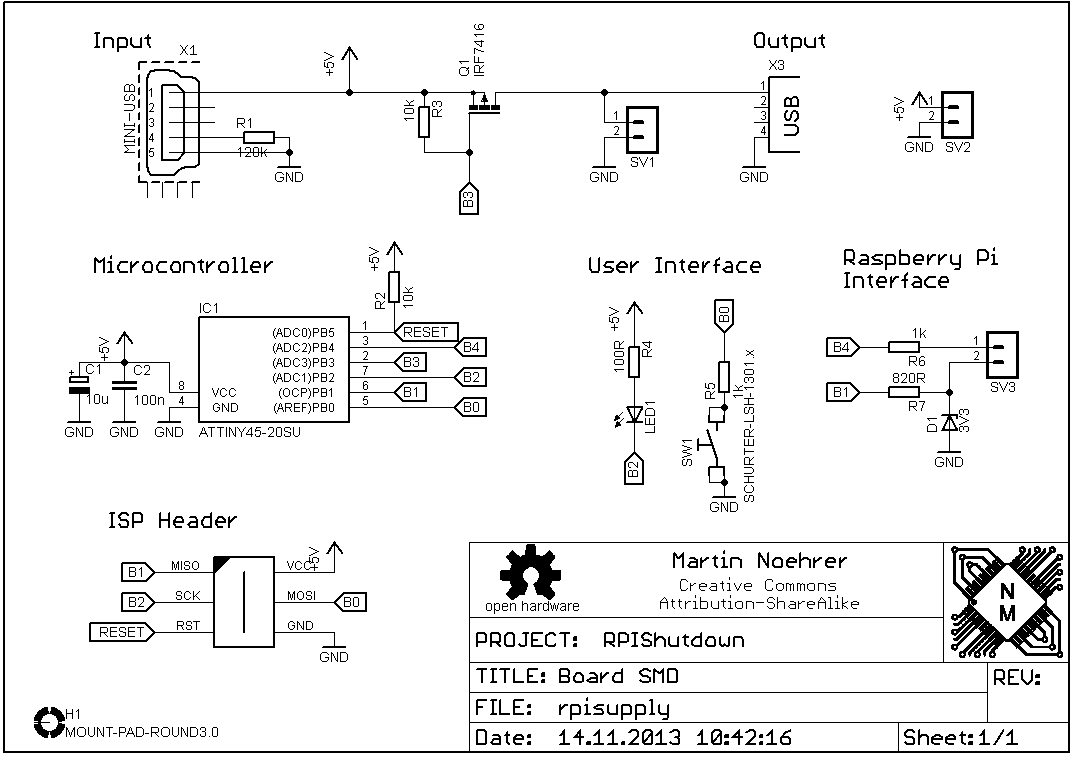 Input
X1
MINI-USB
1
2
3
4
5
R1
120k
GND
+5V
10k
R3
Q1
IRF7416
B3
Output
X3
1
2
3
4
USB
1
2
SV1
GND
GND
+5V
1
2
GND
SV2
Microcontroller
+5V
C1
+
10u
C2
100n
GND
GND
GND
IC1
8
4
VCC
GND
(ADC0)PB5
(ADC2)PB4
(ADC3)PB3
(ADC1)PB2
(OCP)PB1
(AREF)PB0
1
3
2
7
6
5
ATTINY45-20SU
+5V
R2
10k
RESET
B4
B3
B2
B1
B0
User Interface
+5V
100R
R4
LED1
B2
B0
R5
1k
SW1
SCHURTER-LSH-1301.x
GND
Raspberry Pi
Interface
B4
1k
R6
1
2
SV3
B1
820R
R7
D1
3V3
GND
ISP Header
B1
MISO
B2
SCK
RESET
RST
VCC
+5V
MOSI
B0
GND
GND
H1
MOUNT-PAD-ROUND3.0
open hardware
Martin Noehrer
Creative Commons
Attribution-ShareAlike
N
M
PROJECT: RPIShutdown
TITLE: Board SMD
REV:
FILE: rpisupply
Date: 14.11.2013 10:42:16
Sheet:1/1